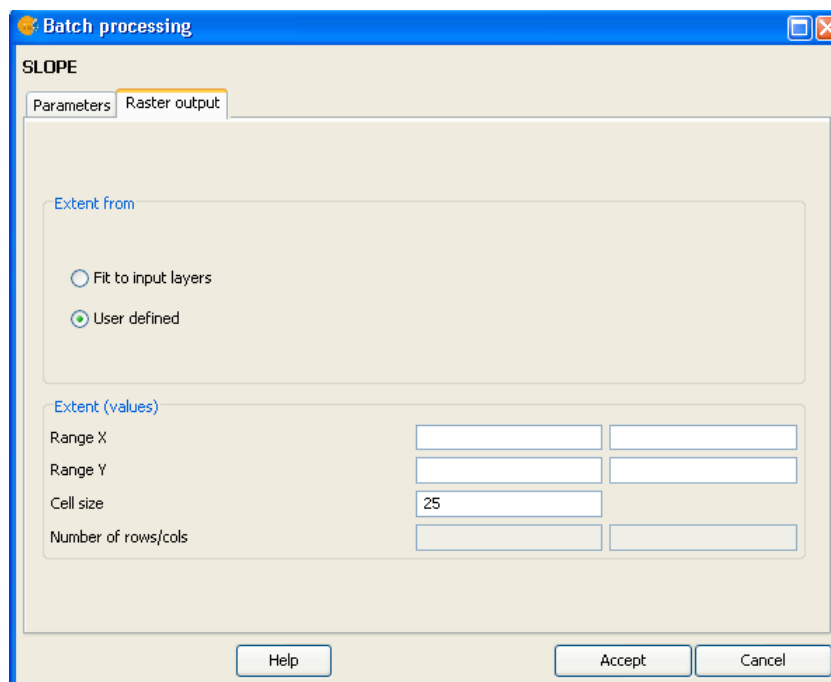 Batch processing
SLOPE
Parameters Raster output
Extent from
Fit to input layers
User defined
Extent (values)
Range X
Range Y
Cell size 25
Number of rows/cols
Help Accept Cancel